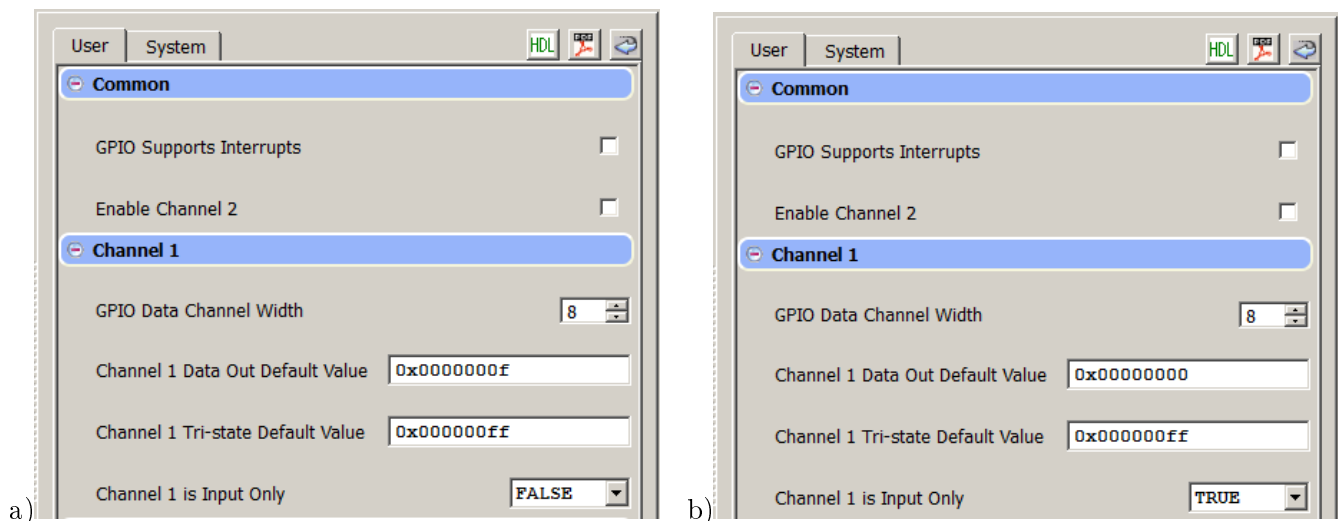 User System HDL PDF
Common
GPIO Supports Interrupts
Enable Channel 2
Channel 1
GPIO Data Channel Width 8
Channel 1 Data Out Default Value 0x0000000f
Channel 1 Tri-state Default Value 0x000000ff
Channel 1 is Input Only FALSE
a)
User System HDL PDF
Common
GPIO Supports Interrupts
Enable Channel 2
Channel 1
GPIO Data Channel Width 8
Channel 1 Data Out Default Value 0x00000000
Channel 1 Tri-state Default Value 0x000000ff
Channel 1 is Input Only TRUE
b)